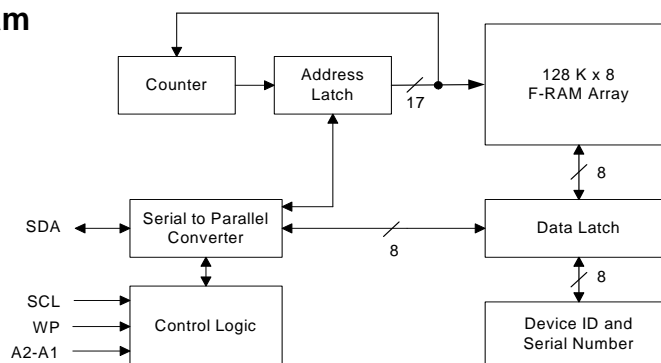 Counter
Address
Latch
17
128 K x 8
F-RAM Array
8
SDA
Serial to Parallel
Converter
8
Data Latch
8
SCL
WP
A2-A1
Control Logic
Device ID and
Serial Number